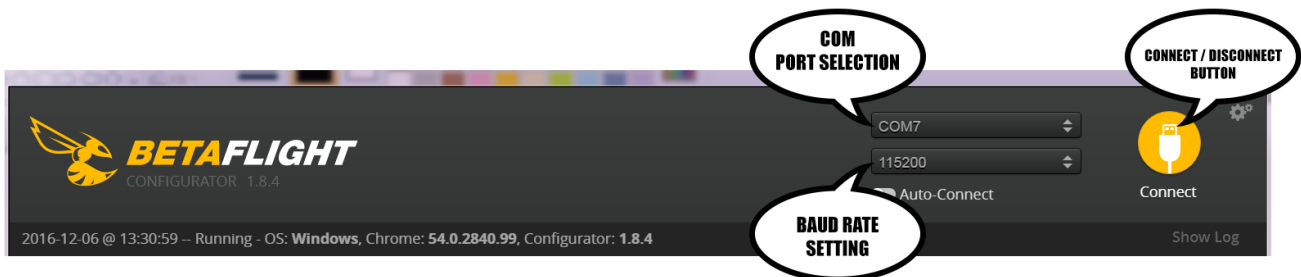 COM
PORT SELECTION
CONNECT / DISCONNECT
BUTTON
COM7
BETAFLIGHT
CONFIGURATOR 1.8.4
115200
Auto-Connect
Connect
BAUD RATE
SETTING
2016-12-06 @ 13:30:59 -- Running - OS: Windows, Chrome: 54.0.2840.99, Configurator: 1.8.4
Show Log